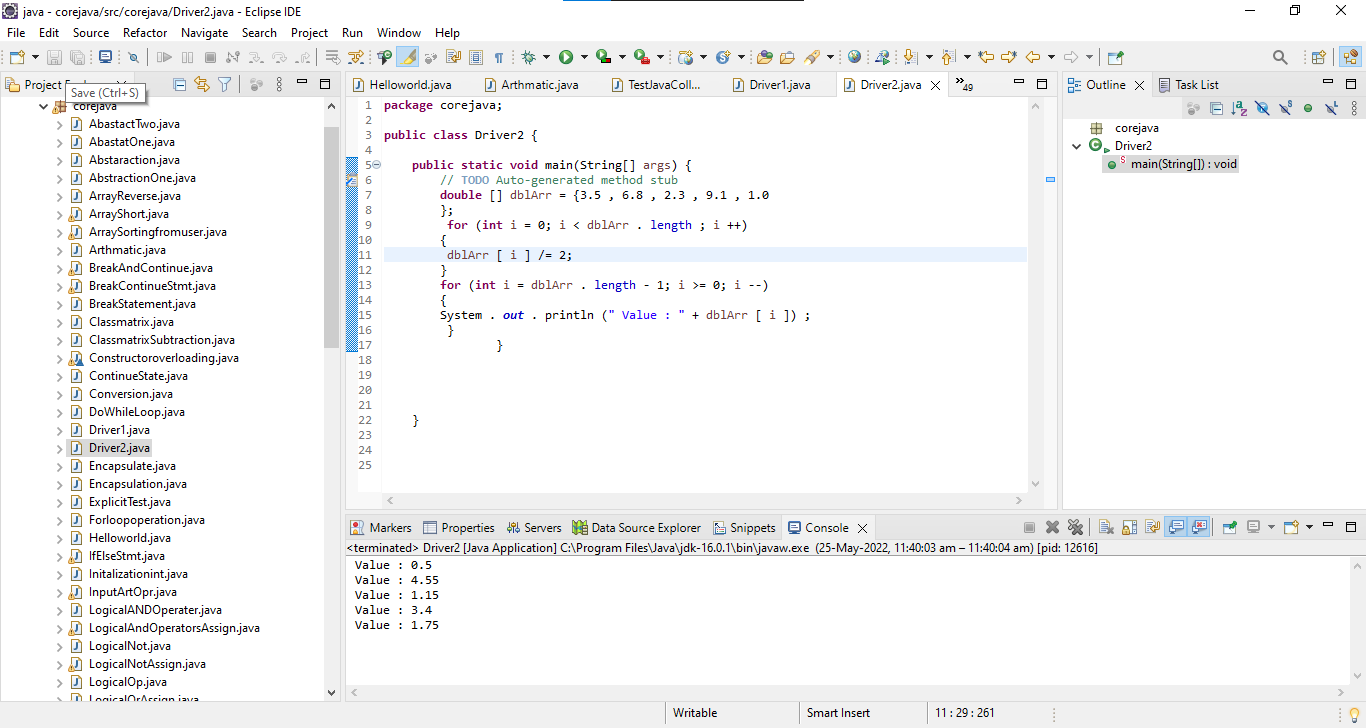 java - corejava/src/corejava/Driver2.java - Eclipse IDE
File Edit Source Refactor Navigate Search Project Run Window Help
Project
Save (Ctrl+S)
Helloworld.java Arthmatic.java TestJavaColl... Driver1.java Driver2.java 49
Outline Task List
corejava
AbastactTwo.java
AbastatOne.java
Abstaraction.java
AbstractionOne.java
ArrayReverse.java
ArrayShort.java
ArraySortingfromuser.java
Arthmatic.java
BreakAndContinue.java
BreakContinueStmt.java
BreakStatement.java
Classmatrix.java
ClassmatrixSubtraction.java
Constructoroverloading.java
ContinueState.java
Conversion.java
DoWhileLoop.java
Driver1.java
Driver2.java
Encapsulate.java
Encapsulation.java
ExplicitTest.java
Forloopoperation.java
Helloworld.java
IfElseStmt.java
Initalizationint.java
InputArtOpr.java
LogicalANDOperater.java
LogicalAndOperatorsAssign.java
LogicalNot.java
LogicalNotAssign.java
LogicalOp.java
LogicalOrAssign.java
1 package corejava;
2
3 public class Driver2 {
4
5 public static void main(String[] args) {
6 // TODO Auto-generated method stub
7 double [] dblArr = {3.5 , 6.8 , 2.3 , 9.1 , 1.0
8 };
9 for (int i = 0; i < dblArr . length ; i ++)
10 {
11 dblArr [ i ] /= 2;
12 }
13 for (int i = dblArr . length - 1; i >= 0; i --)
14 {
15 System . out . println (" Value : " + dblArr [ i ]) ;
16 }
17 }
18
19
20
21
22 }
23
24
25
corejava
Driver2
main(String[]) : void
Markers Properties Servers Data Source Explorer Snippets Console
<terminated> Driver2 [Java Application] C:\Program Files\Java\jdk-16.0.1\bin\javaw.exe (25-May-2022, 11:40:03 am – 11:40:04 am) [pid: 12616]
Value : 0.5
Value : 4.55
Value : 1.15
Value : 3.4
Value : 1.75
Writable Smart Insert 11 : 29 : 261